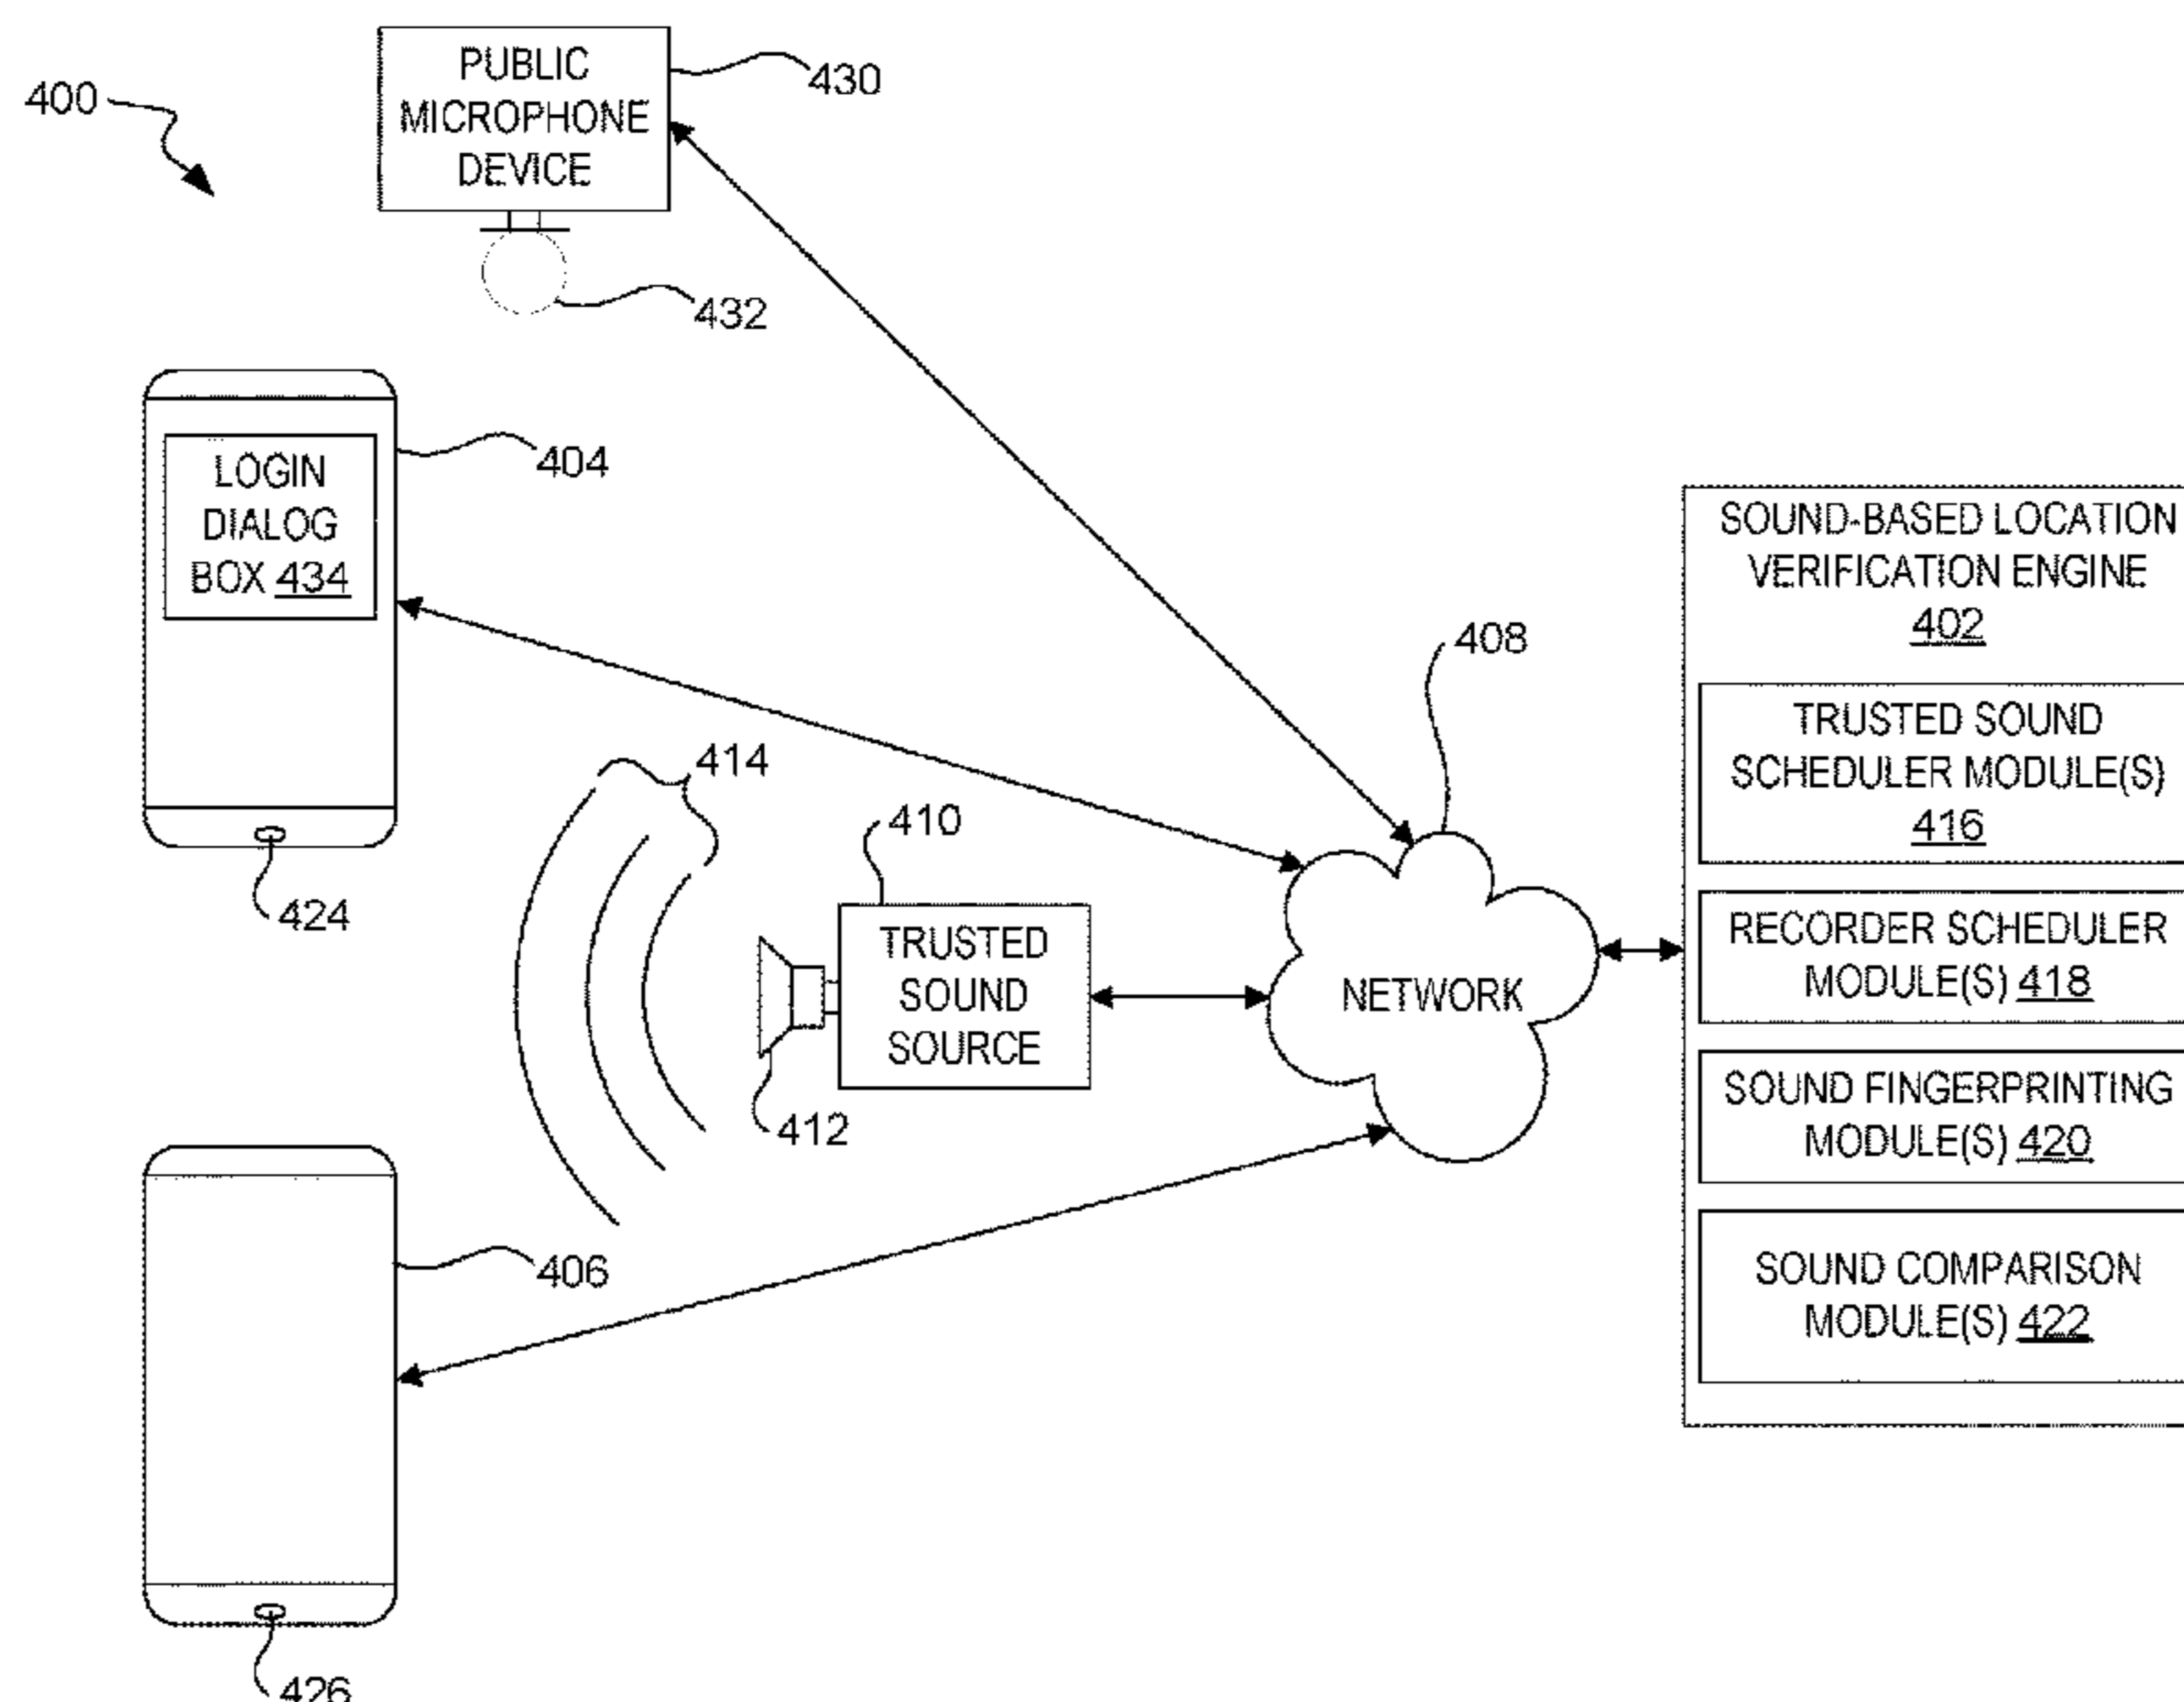 400
PUBLIC
MICROPHONE
DEVICE
430
432
LOGIN
DIALOG
BOX 434
404
424
414
410
TRUSTED
SOUND
SOURCE
412
408
NETWORK
406
426
SOUND-BASED LOCATION
VERIFICATION ENGINE
402
TRUSTED SOUND
SCHEDULER MODULE(S)
416
RECORDER SCHEDULER
MODULE(S) 418
SOUND FINGERPRINTING
MODULE(S) 420
SOUND COMPARISON
MODULE(S) 422